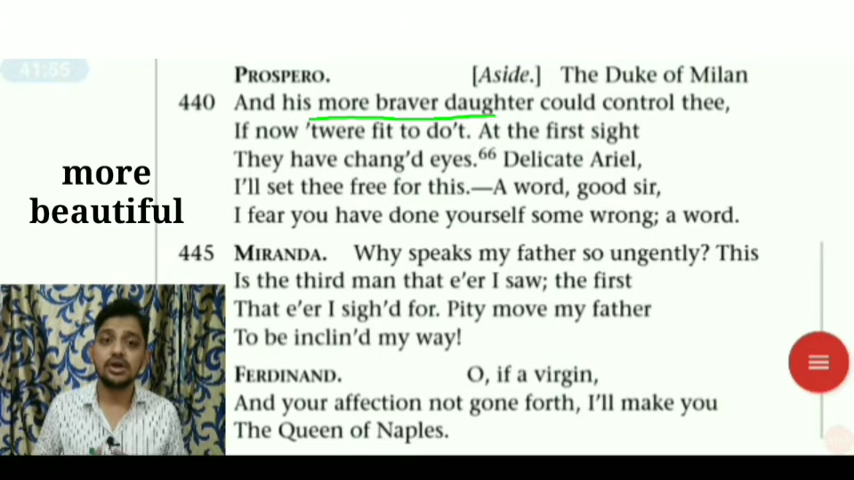 41:55
PROSPERO. [Aside.] The Duke of Milan
440 And his more braver daughter could control thee,
If now 'twere fit to do't. At the first sight
They have chang'd eyes.66 Delicate Ariel,
I'll set thee free for this.—A word, good sir,
I fear you have done yourself some wrong; a word.
more
beautiful
445 MIRANDA. Why speaks my father so ungently? This
Is the third man that e'er I saw; the first
That e'er I sigh'd for. Pity move my father
To be inclin'd my way!
FERDINAND. O, if a virgin,
And your affection not gone forth, I'll make you
The Queen of Naples.